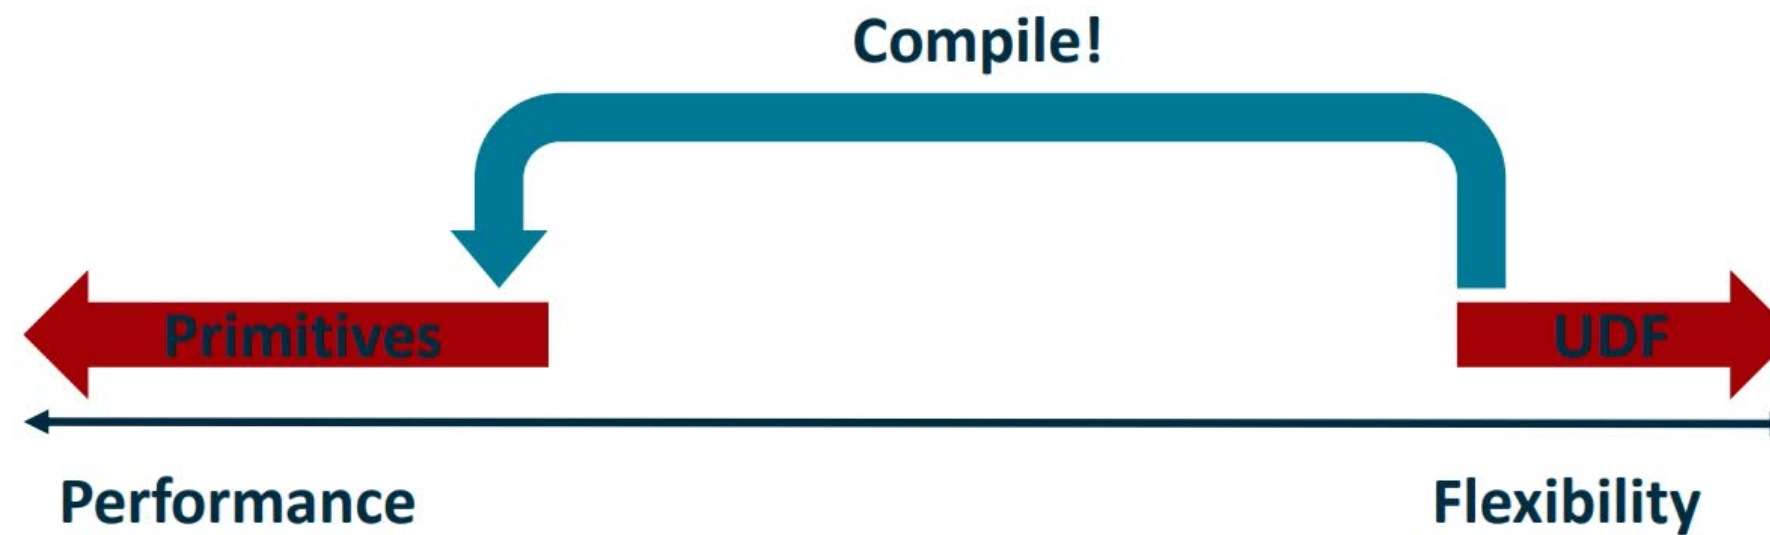 Compile!
Primitives
UDF
Performance
Flexibility